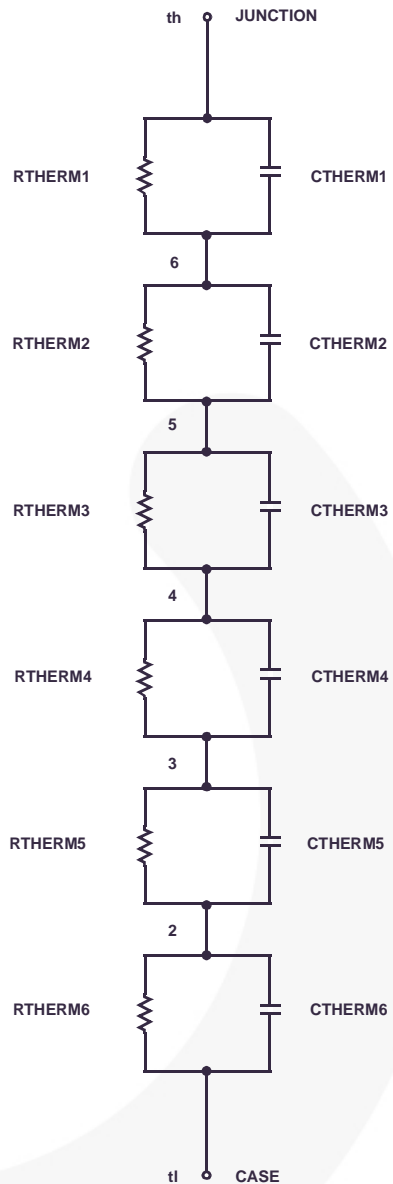 th JUNCTION
RTHERM1 CTHERM1
6
RTHERM2 CTHERM2
5
RTHERM3 CTHERM3
4
RTHERM4 CTHERM4
3
RTHERM5 CTHERM5
2
RTHERM6 CTHERM6
tl CASE